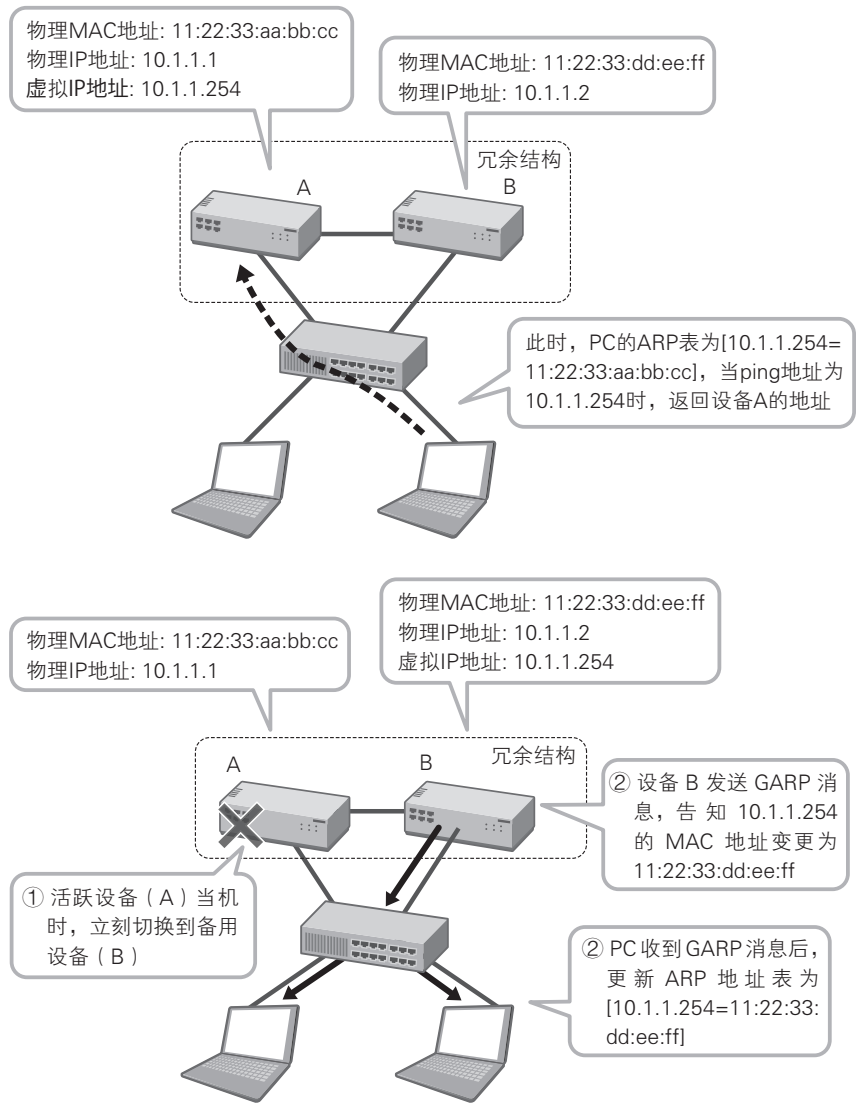 物理MAC地址: 11:22:33:aa:bb:cc
物理IP地址: 10.1.1.1
虚拟IP地址: 10.1.1.254
物理MAC地址: 11:22:33:dd:ee:ff
物理IP地址: 10.1.1.2
冗余结构
A
B
此时，PC的ARP表为[10.1.1.254=
11:22:33:aa:bb:cc]，当ping地址为
10.1.1.254时，返回设备A的地址
物理MAC地址: 11:22:33:aa:bb:cc
物理IP地址: 10.1.1.1
物理MAC地址: 11:22:33:dd:ee:ff
物理IP地址: 10.1.1.2
虚拟IP地址: 10.1.1.254
A
B
冗余结构
② 设备 B 发送 GARP 消
息，告知 10.1.1.254
的 MAC 地址变更为
11:22:33:dd:ee:ff
① 活跃设备（A）当机
时，立刻切换到备用
设备（B）
② PC 收到 GARP 消息后，
更新 ARP 地址表为
[10.1.1.254=11:22:33:
dd:ee:ff]